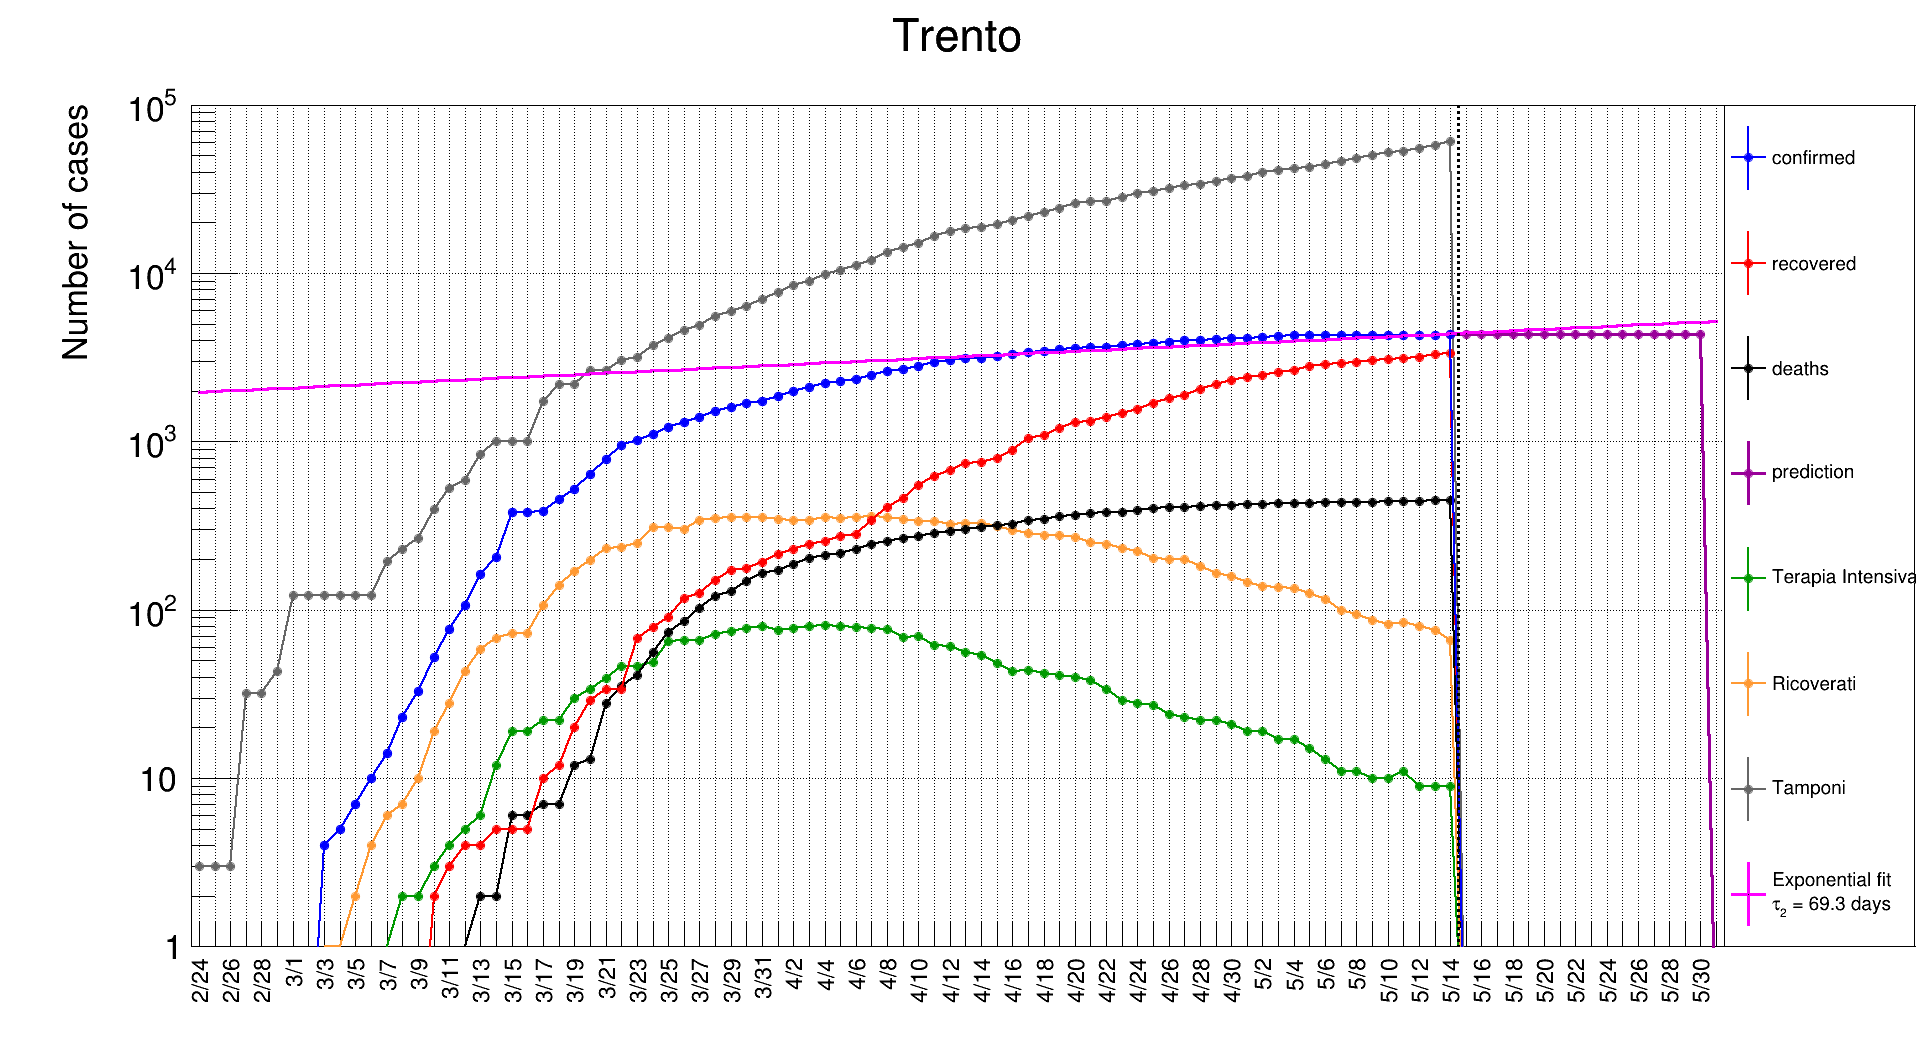 Trento
Number of cases
10^5
10^4
10^3
10^2
10
1
2/24 2/26 2/28 3/1 3/3 3/5 3/7 3/9 3/11 3/13 3/15 3/17 3/19 3/21 3/23 3/25 3/27 3/29 3/31 4/2 4/4 4/6 4/8 4/10 4/12 4/14 4/16 4/18 4/20 4/22 4/24 4/26 4/28 4/30 5/2 5/4 5/6 5/8 5/10 5/12 5/14 5/16 5/18 5/20 5/22 5/24 5/26 5/28 5/30
confirmed
recovered
deaths
prediction
Terapia Intensiva
Ricoverati
Tamponi
Exponential fit
τ₂ = 69.3 days